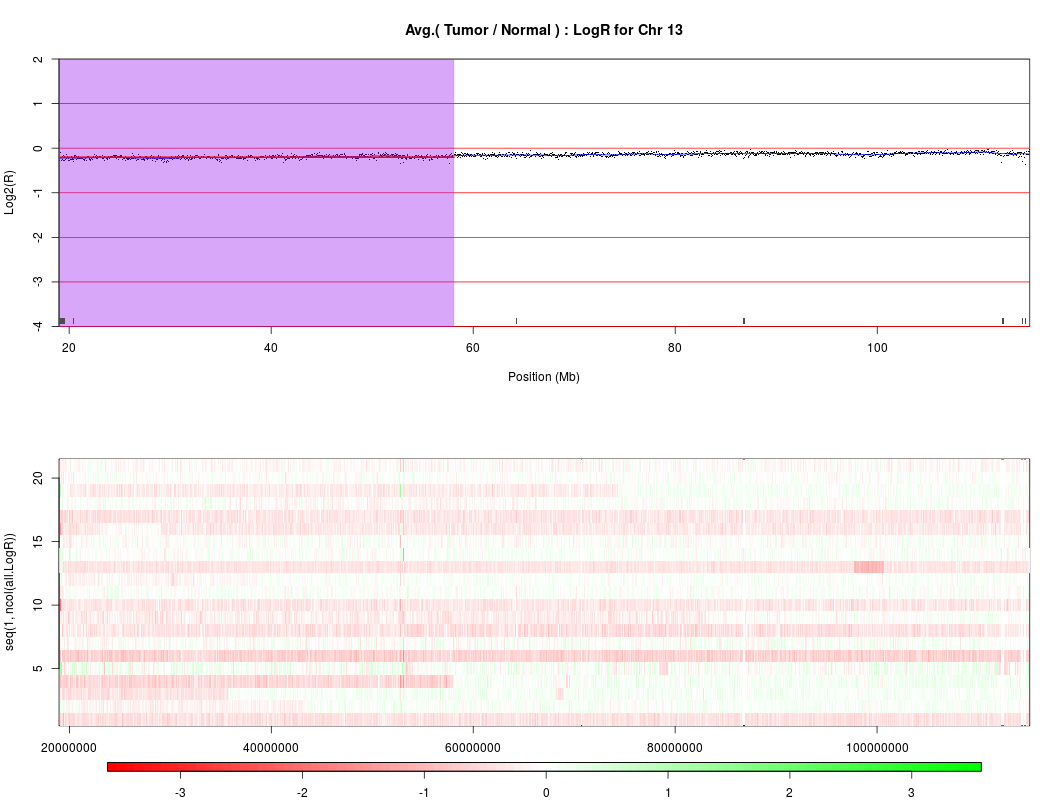 Avg.( Tumor / Normal ) : LogR for Chr 13
Log2(R)
2
1
0
-1
-2
-3
-4
20 40 60 80 100
Position (Mb)
seq(1, ncol(all.LogR))
20
15
10
5
20000000 40000000 60000000 80000000 100000000
-3 -2 -1 0 1 2 3